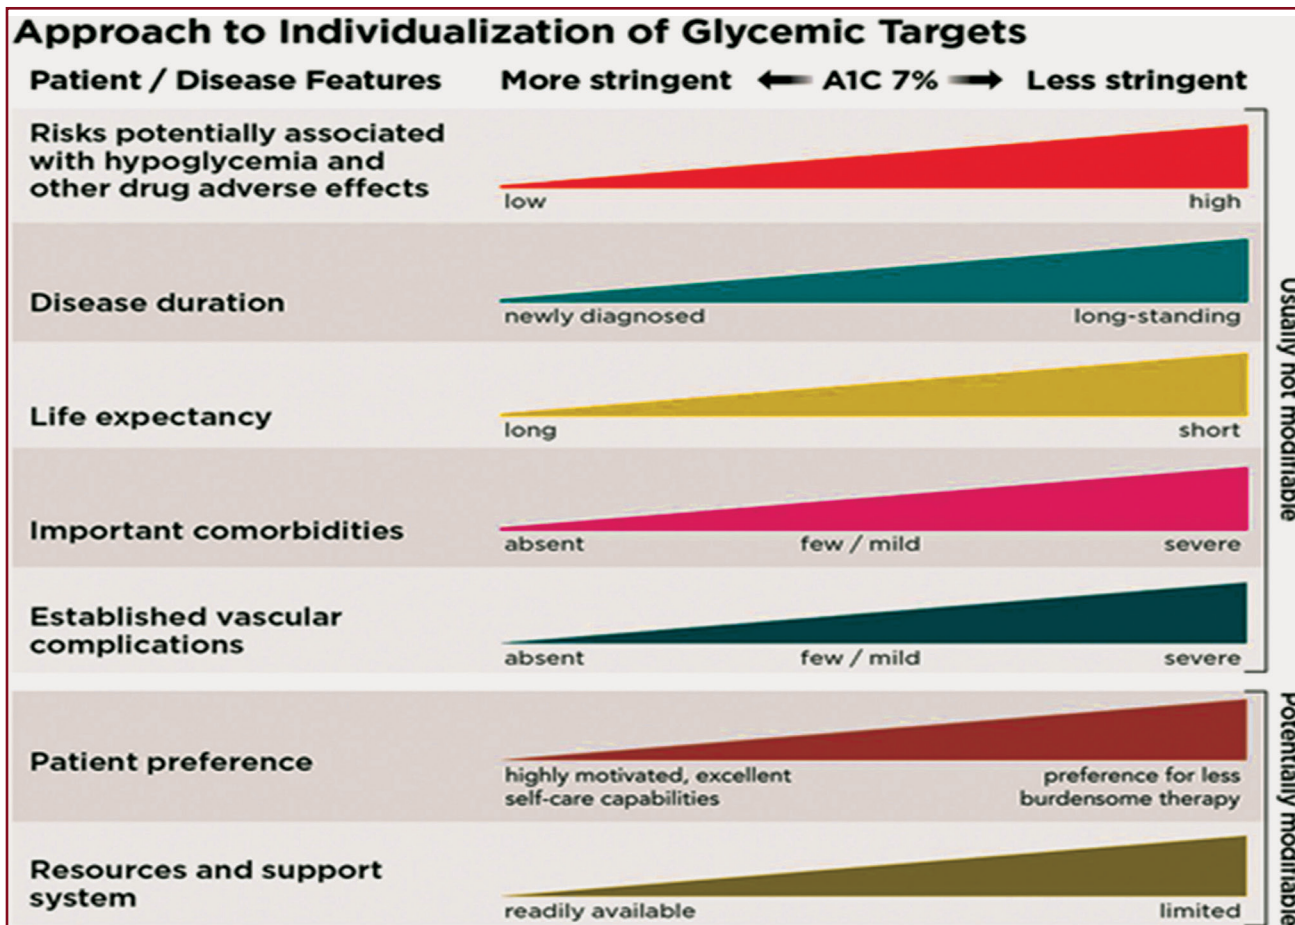 Approach to Individualization of Glycemic Targets
Patient / Disease Features More stringent A1C 7% Less stringent
Risks potentially associated
with hypoglycemia and
other drug adverse effects
low high
Disease duration
newly diagnosed long-standing
Life expectancy
long short
Important comorbidities
absent few / mild severe
Established vascular
complications
absent few / mild severe
Usually not modifiable
Patient preference
highly motivated, excellent preference for less
self-care capabilities burdensome therapy
Resources and support
system
readily available limited
Potentially modifiable